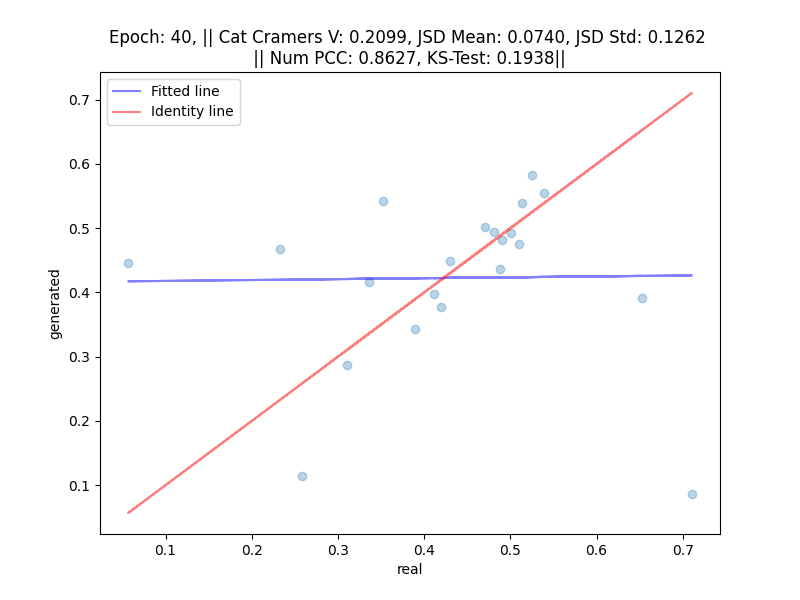 Epoch: 40, || Cat Cramers V: 0.2099, JSD Mean: 0.0740, JSD Std: 0.1262
|| Num PCC: 0.8627, KS-Test: 0.1938||
Fitted line
Identity line
0.7
0.6
0.5
0.4
0.3
0.2
0.1
generated
0.1 0.2 0.3 0.4 0.5 0.6 0.7
real